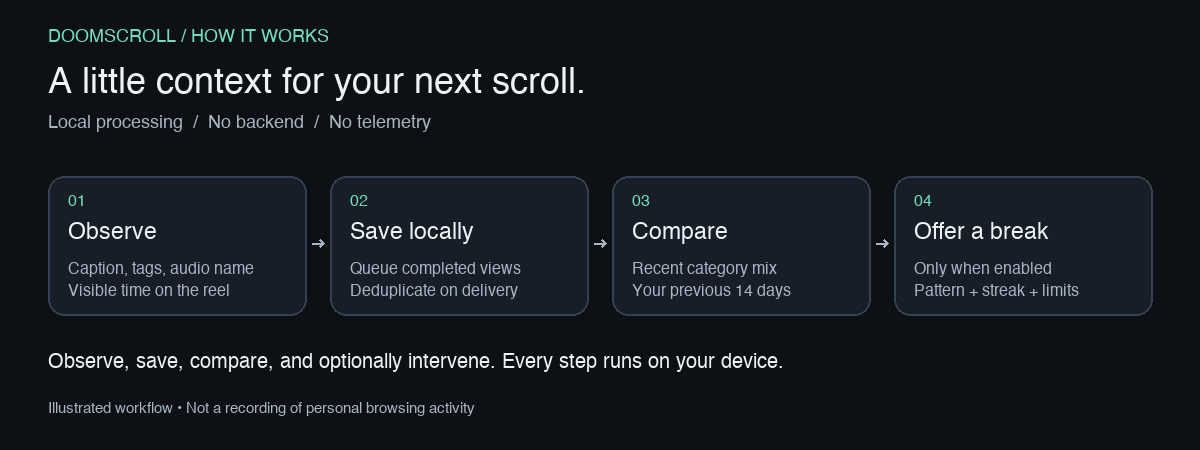 DOOMSCROLL / HOW IT WORKS
A little context for your next scroll.
Local processing / No backend / No telemetry
01
Observe
Caption, tags, audio name
Visible time on the reel
→
02
Save locally
Queue completed views
Deduplicate on delivery
→
03
Compare
Recent category mix
Your previous 14 days
→
04
Offer a break
Only when enabled
Pattern + streak + limits
Observe, save, compare, and optionally intervene. Every step runs on your device.
Illustrated workflow • Not a recording of personal browsing activity